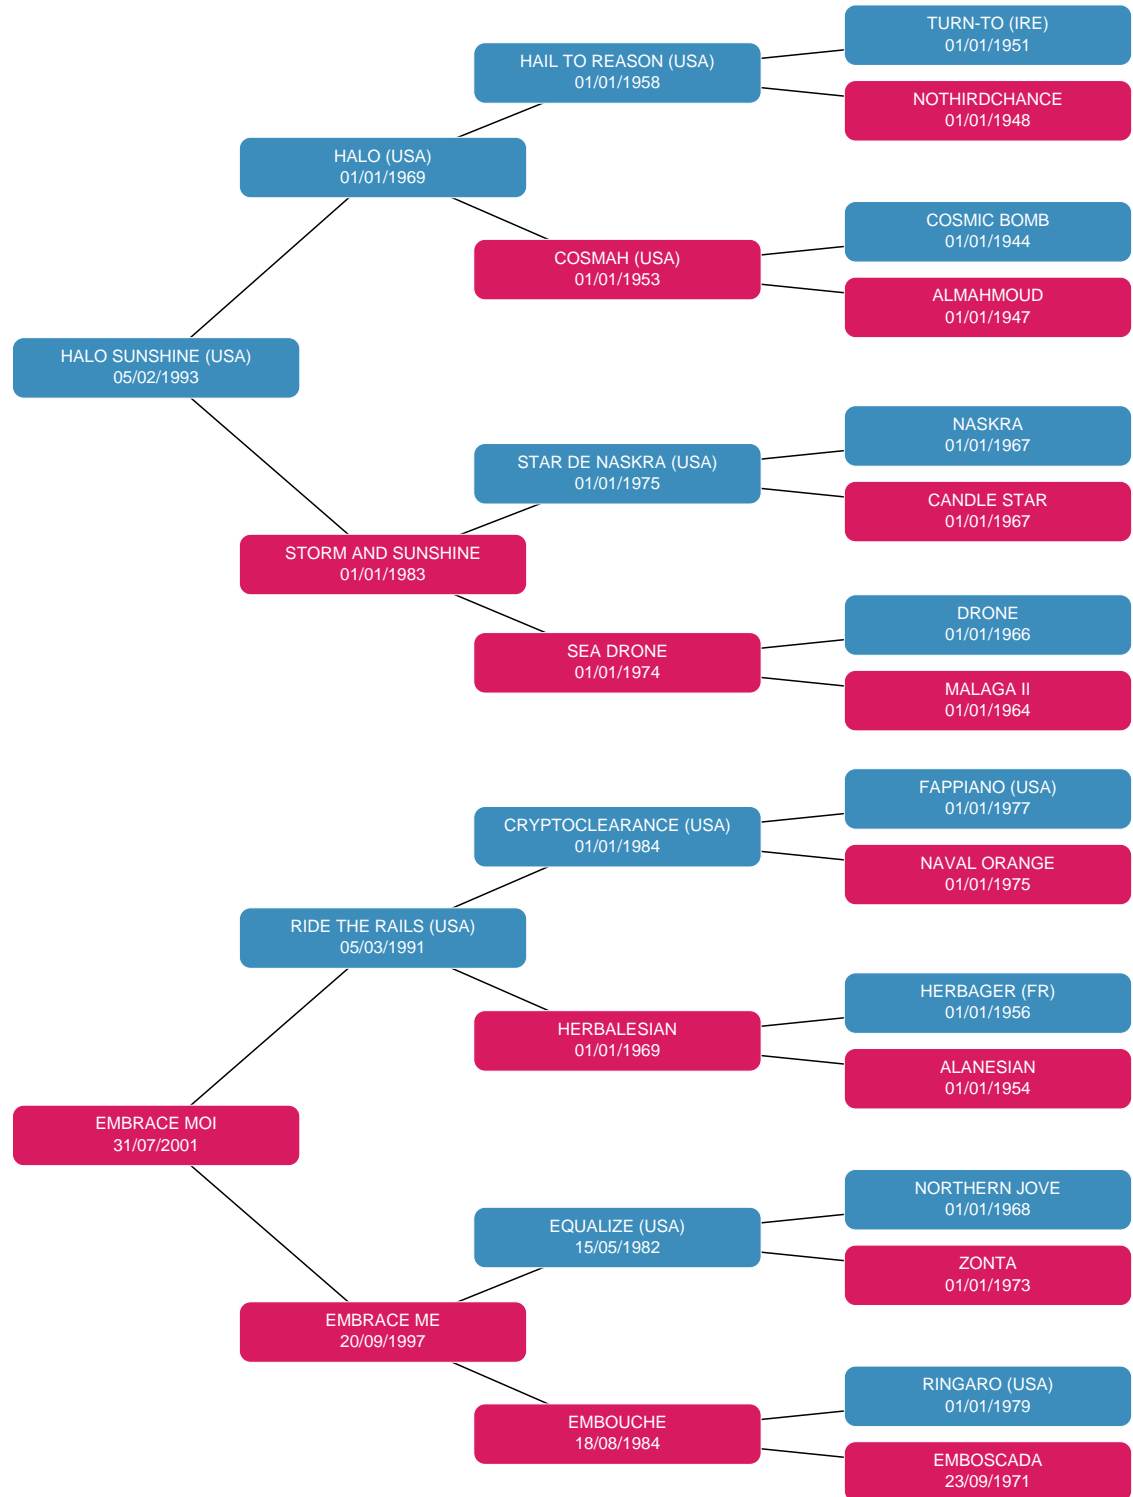 TURN-TO (IRE)
01/01/1951
HAIL TO REASON (USA)
01/01/1958
NOTHIRDCHANCE
01/01/1948
HALO (USA)
01/01/1969
COSMIC BOMB
01/01/1944
COSMAH (USA)
01/01/1953
ALMAHMOUD
01/01/1947
HALO SUNSHINE (USA)
05/02/1993
NASKRA
01/01/1967
STAR DE NASKRA (USA)
01/01/1975
CANDLE STAR
01/01/1967
STORM AND SUNSHINE
01/01/1983
DRONE
01/01/1966
SEA DRONE
01/01/1974
MALAGA II
01/01/1964
FAPPIANO (USA)
01/01/1977
CRYPTOCLEARANCE (USA)
01/01/1984
NAVAL ORANGE
01/01/1975
RIDE THE RAILS (USA)
05/03/1991
HERBAGER (FR)
01/01/1956
HERBALESIAN
01/01/1969
ALANESIAN
01/01/1954
EMBRACE MOI
31/07/2001
NORTHERN JOVE
01/01/1968
EQUALIZE (USA)
15/05/1982
ZONTA
01/01/1973
EMBRACE ME
20/09/1997
RINGARO (USA)
01/01/1979
EMBOUCHE
18/08/1984
EMBOSCADA
23/09/1971